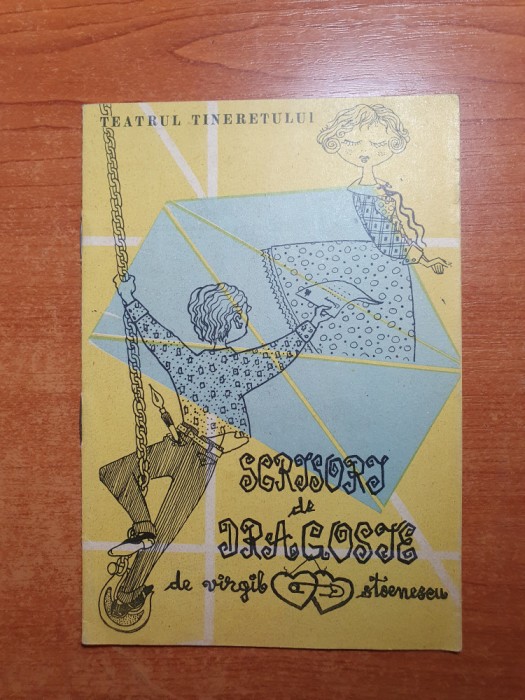 TEATRUL TINERETULUI
SCRISORI
de
DRAGOSTE
de virgil stoenescu